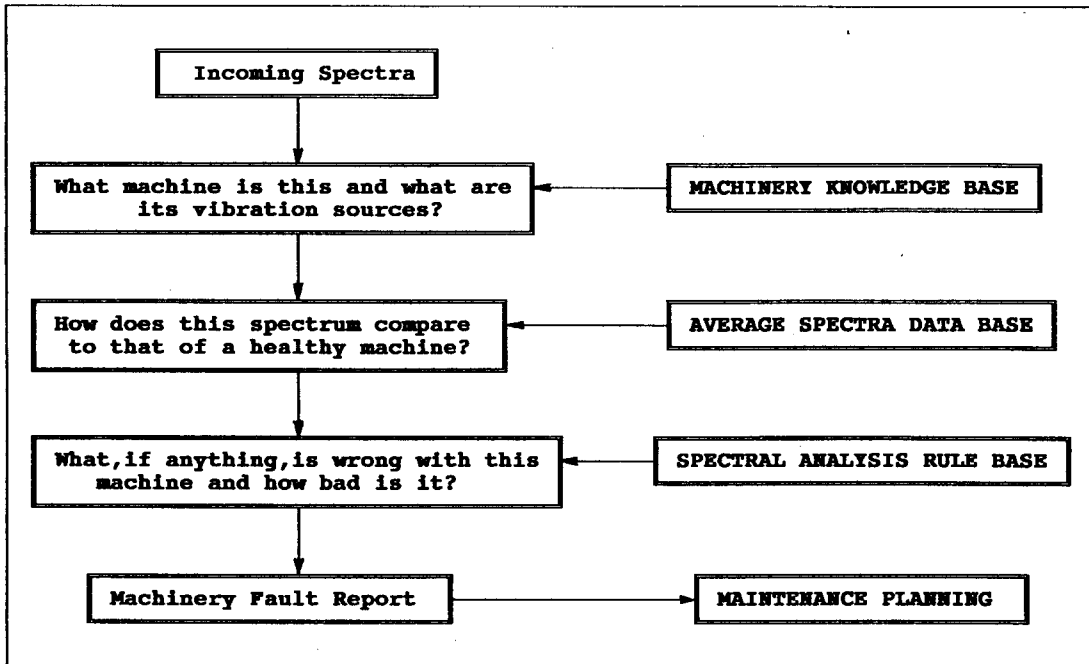 Incoming Spectra
What machine is this and what are
its vibration sources?
MACHINERY KNOWLEDGE BASE
How does this spectrum compare
to that of a healthy machine?
AVERAGE SPECTRA DATA BASE
What,if anything,is wrong with this
machine and how bad is it?
SPECTRAL ANALYSIS RULE BASE
Machinery Fault Report
MAINTENANCE PLANNING